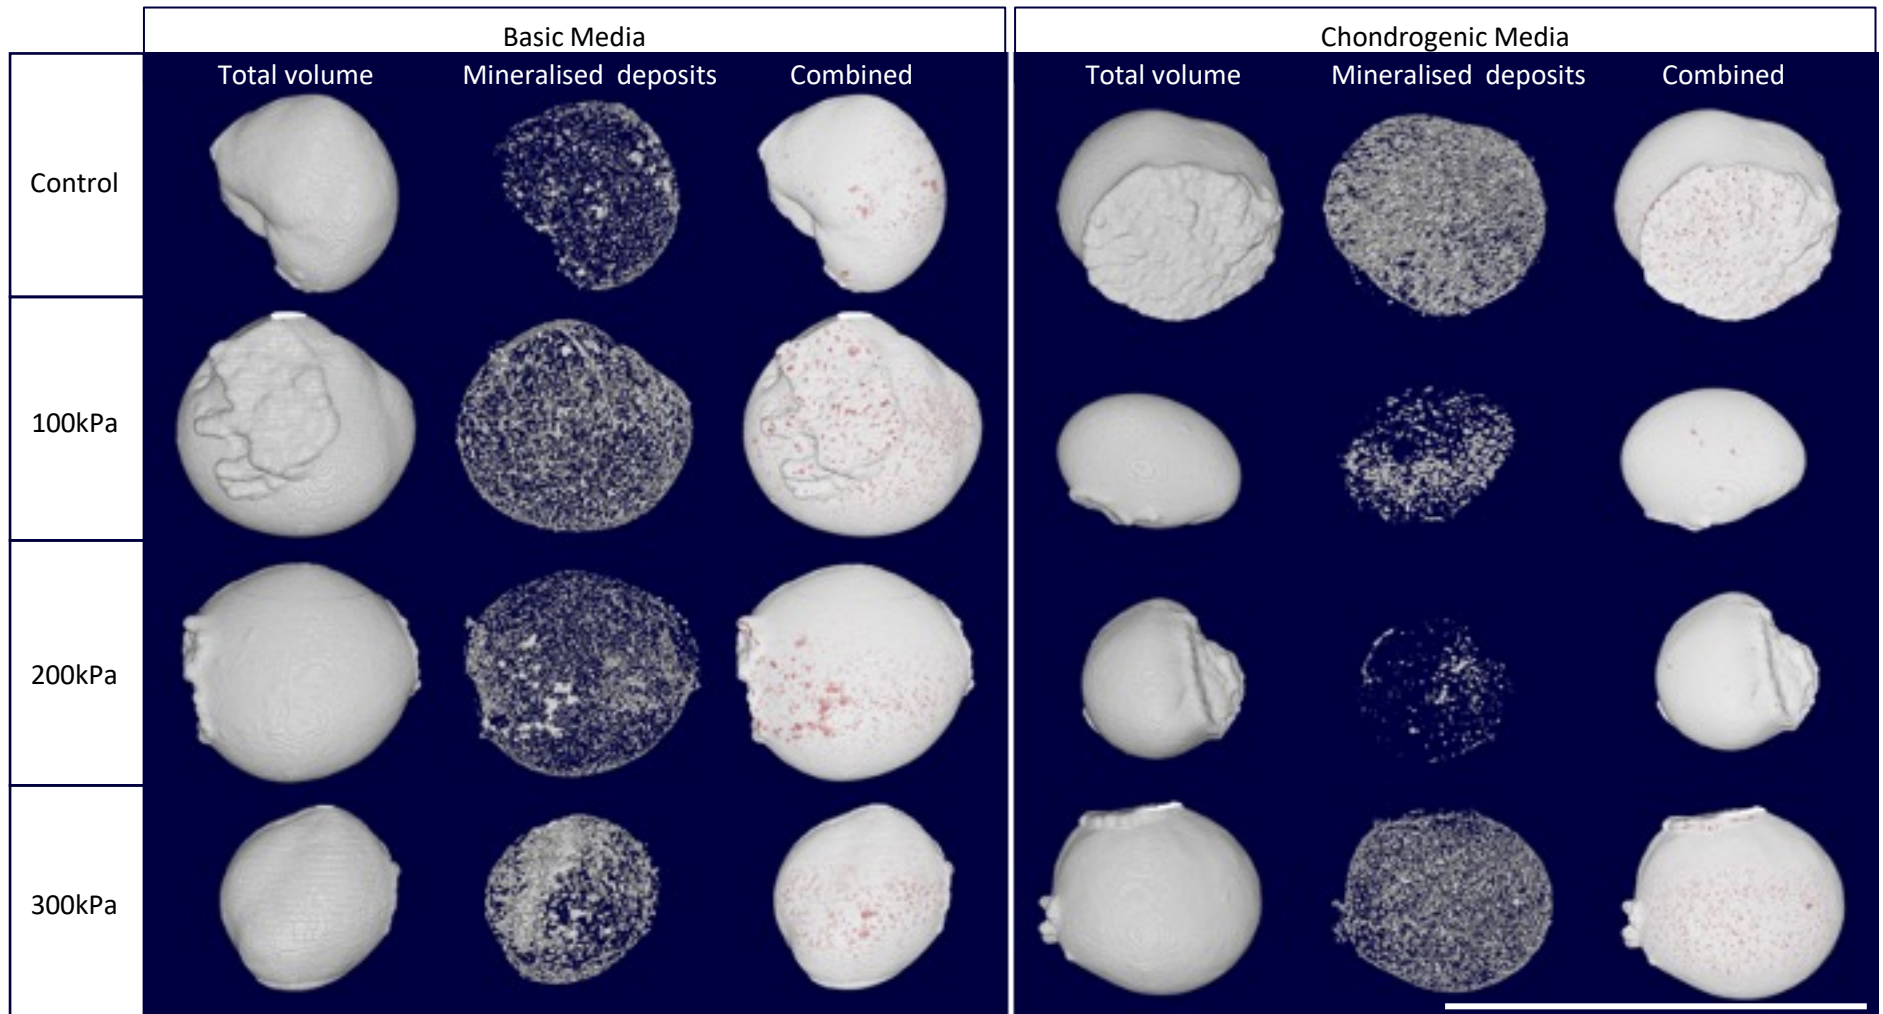 Basic Media
Chondrogenic Media
Total volume Mineralised deposits Combined
Total volume Mineralised deposits Combined
Control
100kPa
200kPa
300kPa